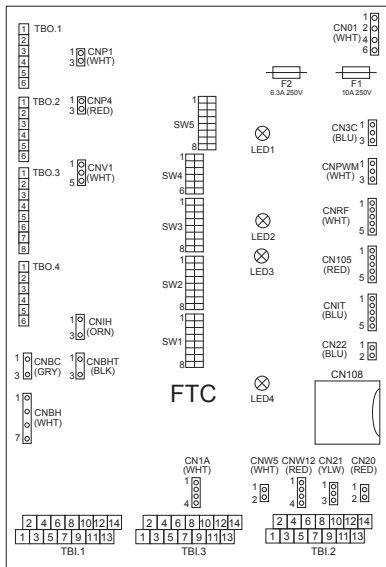 TBO.1
1
2
3
4
5
6
CNP1
(WHT)
1
3
CN01
(WHT)
1
2
4
6
F2
6.3A 250V
F1
10A 250V
TBO.2
1
2
3
4
5
6
CNP4
(RED)
1
3
SW5
1
8
LED1
CN3C
(BLU)
1
3
TBO.3
1
2
3
4
5
6
7
8
CNV1
(WHT)
1
5
SW4
1
6
CNPWM
(WHT)
1
3
SW3
1
8
LED2
CNRF
(WHT)
1
5
TBO.4
1
2
3
4
5
6
LED3
SW2
1
8
CN105
(RED)
1
5
CNIH
(ORN)
1
3
SW1
1
8
CNIT
(BLU)
1
5
CNBC
(GRY)
1
3
CNBHT
(BLK)
1
3
CN22
(BLU)
1
2
CNBH
(WHT)
1
7
FTC
LED4
CN108
CN1A
(WHT)
1
4
CNW5
(WHT)
1
2
CNW12
(RED)
1
4
CN21
(YLW)
1
3
CN20
(RED)
1
2
2 4 6 8 10 12 14
1 3 5 7 9 11 13
TBI.1
2 4 6 8 10 12 14
1 3 5 7 9 11 13
TBI.3
2 4 6 8 10 12 14
1 3 5 7 9 11 13
TBI.2